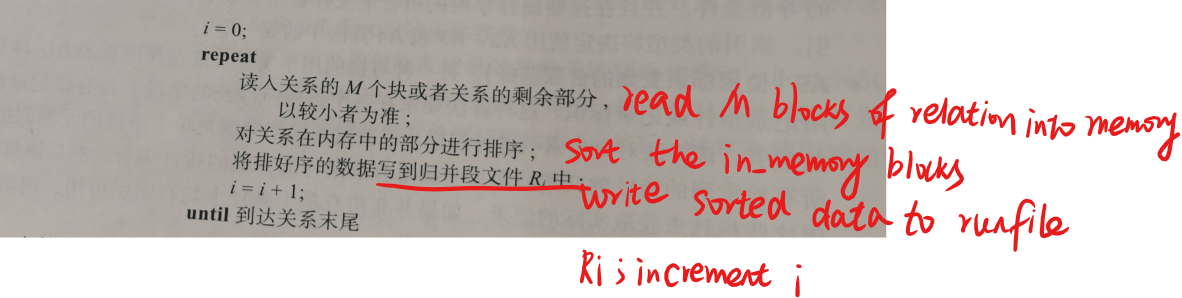 i = 0;
repeat
读入关系的 M 个块或者关系的剩余部分，
以较小者为准；
对关系在内存中的部分进行排序；
将排好序的数据写到归并段文件 Ri 中；
i = i + 1;
until 到达关系末尾
read M blocks of relation into memory
sort the in_memory blocks
write sorted data to runfile
Ri ; increment i